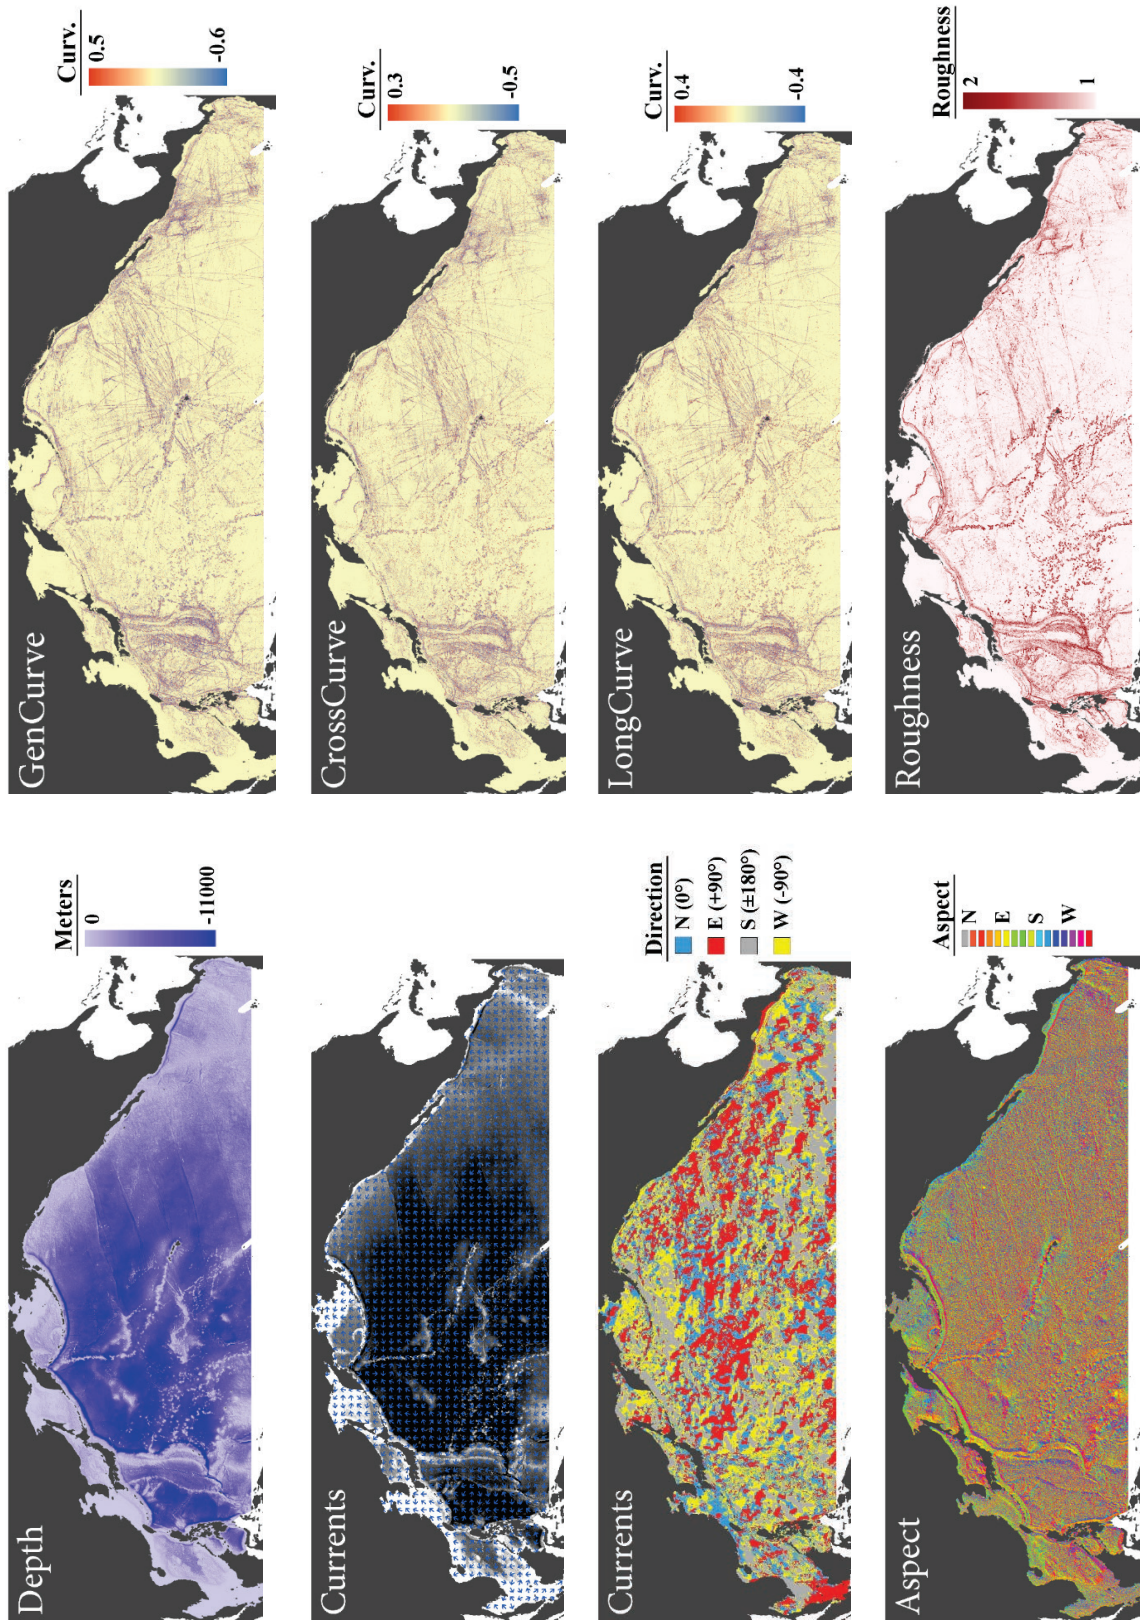 Depth
Meters
0
-11000
Currents
Currents
Direction
N (0°)
E (+90°)
S (±180°)
W (-90°)
Aspect
Aspect
N
E
S
W
GenCurve
Curv.
0.5
-0.6
CrossCurve
Curv.
0.3
-0.5
LongCurve
Curv.
0.4
-0.4
Roughness
Roughness
2
1